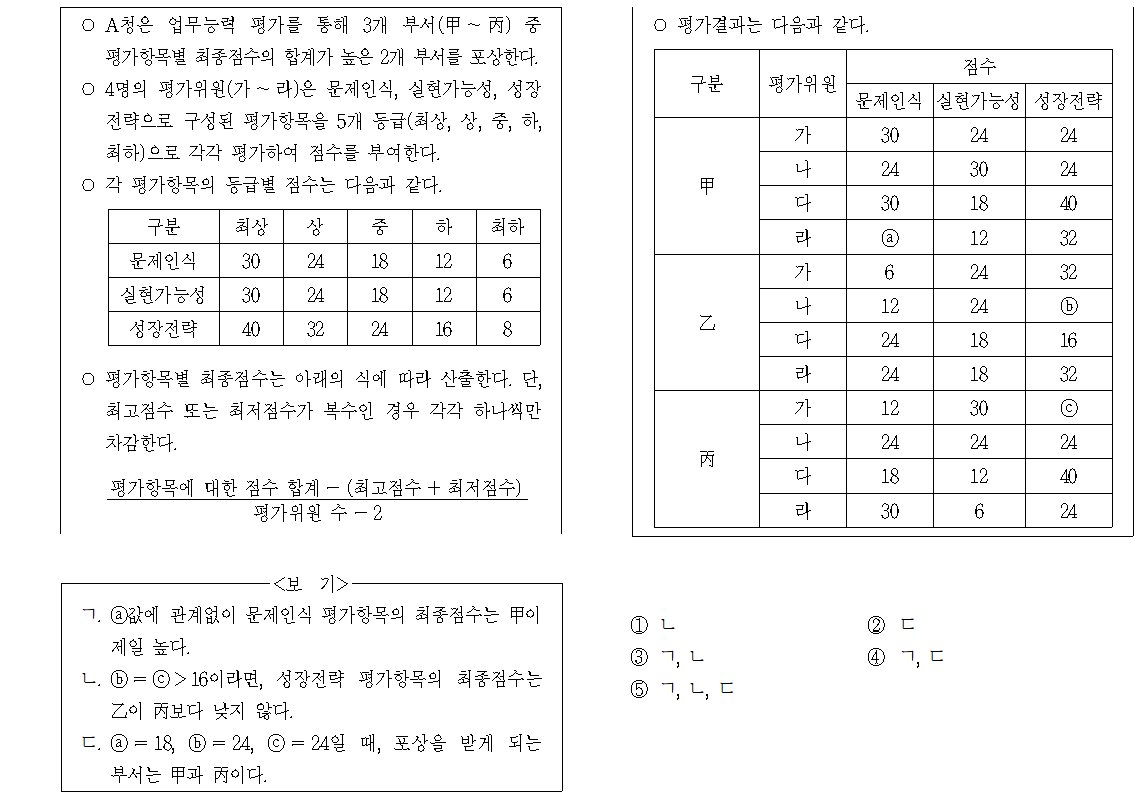 ○ A청은 업무능력 평가를 통해 3개 부서(甲 ~ 丙) 중
평가항목별 최종점수의 합계가 높은 2개 부서를 포상한다.
○ 4명의 평가위원(가 ~ 라)은 문제인식, 실현가능성, 성장
전략으로 구성된 평가항목을 5개 등급(최상, 상, 중, 하,
최하)으로 각각 평가하여 점수를 부여한다.
○ 각 평가항목의 등급별 점수는 다음과 같다.
구분 최상 상 중 하 최하
문제인식 30 24 18 12 6
실현가능성 30 24 18 12 6
성장전략 40 32 24 16 8
○ 평가항목별 최종점수는 아래의 식에 따라 산출한다. 단,
최고점수 또는 최저점수가 복수인 경우 각각 하나씩만
차감한다.
평가항목에 대한 점수 합계 - (최고점수 + 최저점수)
평가위원 수 - 2
○ 평가결과는 다음과 같다.
구분 평가위원 점수
문제인식 실현가능성 성장전략
甲
가 30 24 24
나 24 30 24
다 30 18 40
라 ⓐ 12 32
乙
가 6 24 32
나 12 24 ⓑ
다 24 18 16
라 24 18 32
丙
가 12 30 ⓒ
나 24 24 24
다 18 12 40
라 30 6 24
<보 기>
ㄱ. ⓐ값에 관계없이 문제인식 평가항목의 최종점수는 甲이
제일 높다.
ㄴ. ⓑ = ⓒ > 16이라면, 성장전략 평가항목의 최종점수는
乙이 丙보다 낮지 않다.
ㄷ. ⓐ = 18, ⓑ = 24, ⓒ = 24일 때, 포상을 받게 되는
부서는 甲과 丙이다.
① ㄴ ② ㄷ
③ ㄱ, ㄴ ④ ㄱ, ㄷ
⑤ ㄱ, ㄴ, ㄷ